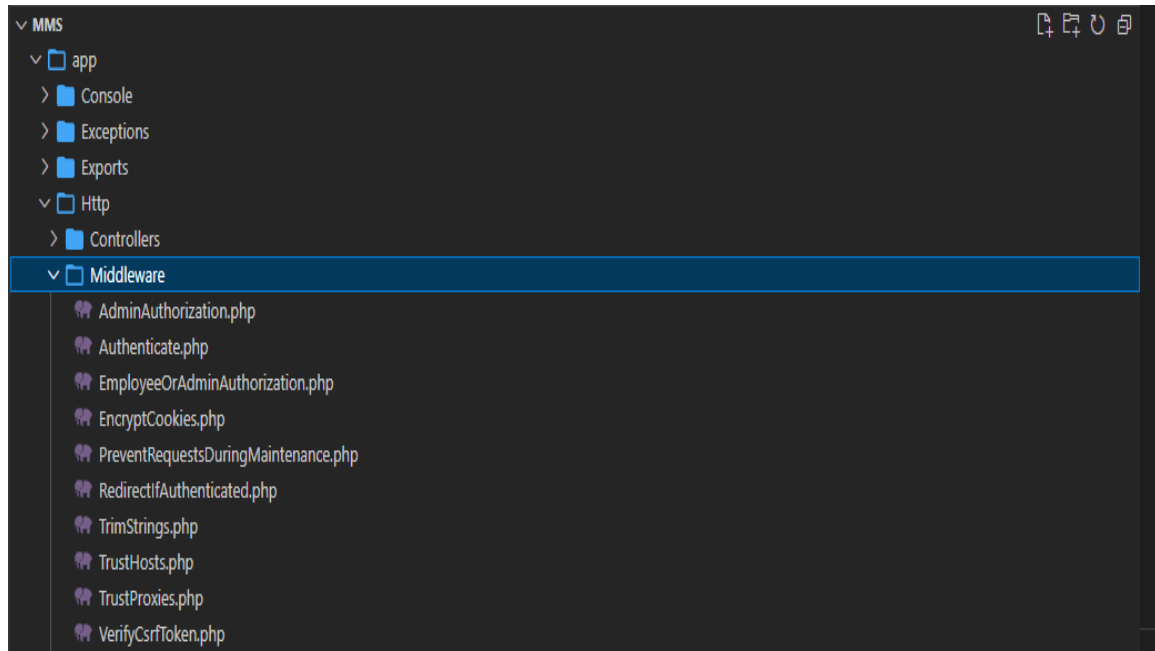 MMS
app
Console
Exceptions
Exports
Http
Controllers
Middleware
AdminAuthorization.php
Authenticate.php
EmployeeOrAdminAuthorization.php
EncryptCookies.php
PreventRequestsDuringMaintenance.php
RedirectIfAuthenticated.php
TrimStrings.php
TrustHosts.php
TrustProxies.php
VerifyCsrfToken.php